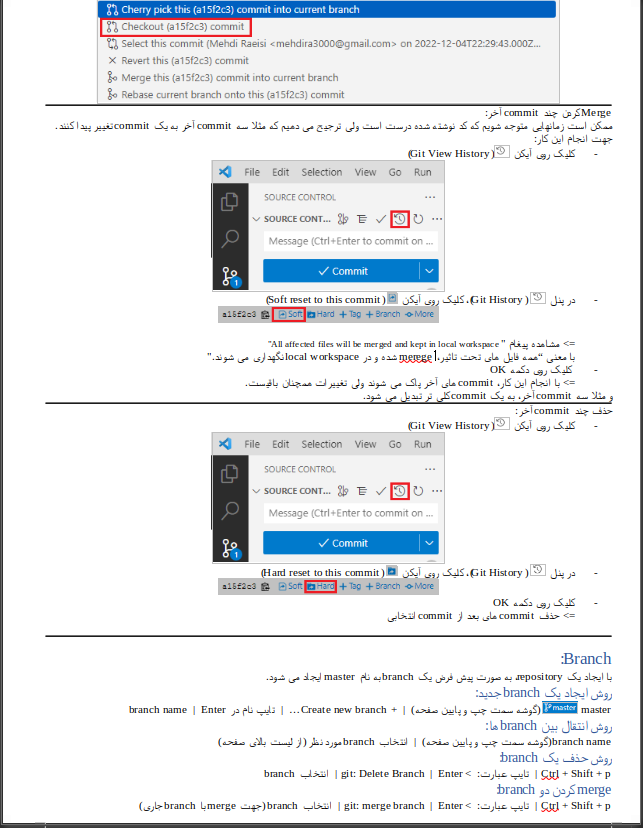 Cherry pick this (a15f2c3) commit into current branch
Checkout (a15f2c3) commit
Select this commit (Mehdi Raeisi <mehdira3000@gmail.com> on 2022-12-04T22:29:43.000Z...
Revert this (a15f2c3) commit
Merge this (a15f2c3) commit into current branch
Rebase current branch onto this (a15f2c3) commit
Merge کردن چند commit آخر:
ممکن است زمانهایی متوجه شویم که کد نوشته شده درست است ولی ترجیح می دهیم که مثلا سه commit آخر به یک commit تغییر پیدا کنند.
جهت انجام این کار:
- کلیک روی آیکن (Git View History)
File Edit Selection View Go Run
SOURCE CONTROL ...
SOURCE CONT... ...
Message (Ctrl+Enter to commit on ...
Commit
1
- در پنل (Git History)، کلیک روی آیکن (Soft reset to this commit)
a15f2c3 Soft Hard +Tag +Branch More
=> مشاهده پیغام " All affected files will be merged and kept in local workspace"
با معنی "همه فایل های تحت تاثیر، merege شده و در local workspace نگهداری می شوند."
- کلیک روی دکمه OK
=> با انجام این کار، commit های آخر پاک می شوند ولی تغییرات همچنان باقیست.
و مثلا سه commit آخر، به یک commit کلی تر تبدیل می شود.
حذف چند commit آخر:
- کلیک روی آیکن (Git View History)
File Edit Selection View Go Run
SOURCE CONTROL ...
SOURCE CONT... ...
Message (Ctrl+Enter to commit on ...
Commit
1
- در پنل (Git History)، کلیک روی آیکن (Hard reset to this commit)
a15f2c3 Soft Hard +Tag +Branch More
- کلیک روی دکمه OK
=> حذف commit های بعد از commit انتخابی
Branch:
با ایجاد یک repository، به صورت پیش فرض یک branch به نام master ایجاد می شود.
روش ایجاد یک branch جدید:
master master (گوشه سمت چپ و پایین صفحه) | + Create new branch... | تایپ نام در branch name | Enter
روش انتقال بین branch ها:
branch name (گوشه سمت چپ و پایین صفحه) | انتخاب branch مورد نظر (از لیست بالای صفحه)
روش حذف یک branch:
Ctrl + Shift + p | تایپ عبارت: > git: Delete Branch | Enter | انتخاب branch
merge کردن دو branch:
Ctrl + Shift + p | تایپ عبارت: > git: merge branch | Enter | انتخاب branch (جهت merge با branch جاری)